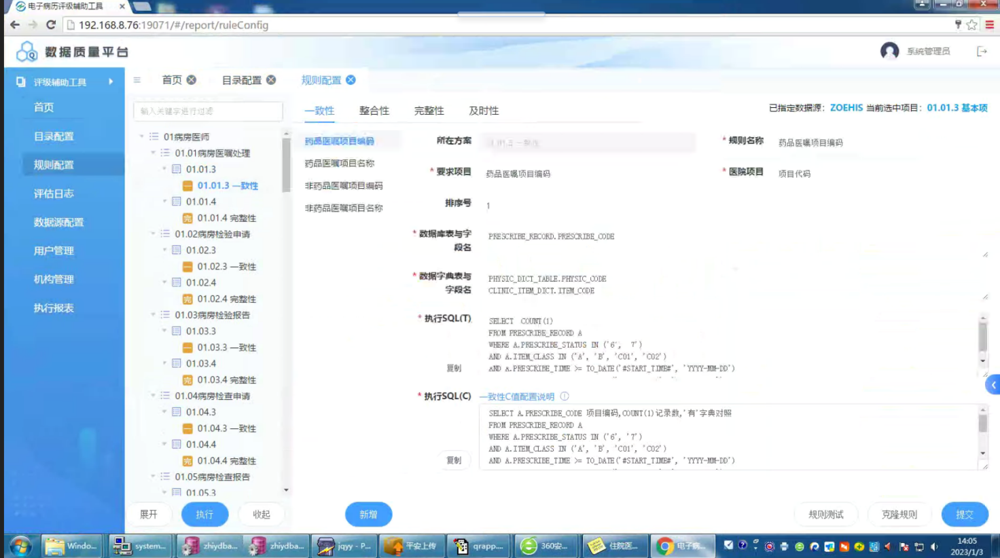 电子病历评级辅助工具
192.168.8.76:19071/#/report/ruleConfig
数据质量平台
系统管理员
评级辅助工具
首页
目录配置
规则配置
评估日志
数据源配置
用户管理
机构管理
执行报表
首页
目录配置
规则配置
输入关键字进行过滤
01病房医师
01.01病房医嘱处理
01.01.3
一
01.01.3 一致性
01.01.4
完
01.01.4 完整性
01.02病房检验申请
01.02.3
一
01.02.3 一致性
01.02.4
完
01.02.4 完整性
01.03病房检验报告
01.03.3
一
01.03.3 一致性
01.03.4
完
01.03.4 完整性
01.04病房检查申请
01.04.3
一
01.04.3 一致性
01.04.4
完
01.04.4 完整性
01.05病房检查报告
01.05.3
展开
执行
收起
一致性
整合性
完整性
及时性
已指定数据源: ZOEHIS 当前选中项目: 01.01.3 基本项
药品医嘱项目编码
药品医嘱项目名称
非药品医嘱项目编码
非药品医嘱项目名称
新增
所在方案
01.01.3 一致性
* 规则名称
药品医嘱项目编码
* 要求项目
药品医嘱项目编码
* 医院项目
项目代码
排序号
1
* 数据库表与字
段名
PRESCRIBE_RECORD.PRESCRIBE_CODE
* 数据字典表与
字段名
PHYSIC_DICT_TABLE.PHYSIC_CODE
CLINIC_ITEM_DICT.ITEM_CODE
* 执行SQL(T)
复制
SELECT COUNT(1)
FROM PRESCRIBE_RECORD A
WHERE A.PRESCRIBE_STATUS IN ('6', '7')
AND A.ITEM_CLASS IN ('A', 'B', 'C01', 'C02')
AND A.PRESCRIBE_TIME >= TO_DATE('#START_TIME#', 'YYYY-MM-DD')
* 执行SQL(C)
一致性C值配置说明
复制
SELECT A.PRESCRIBE_CODE 项目编码,COUNT(1)记录数,'有'字典对照
FROM PRESCRIBE_RECORD A
WHERE A.PRESCRIBE_STATUS IN ('6', '7')
AND A.ITEM_CLASS IN ('A', 'B', 'C01', 'C02')
AND A.PRESCRIBE_TIME >= TO_DATE('#START_TIME#', 'YYYY-MM-DD')
规则测试
克隆规则
提交
Windo...
system...
zhiydba...
zhiydba...
jqyy - P...
平安上传
qrapp....
360安...
住院医...
电子病...
14:05
2023/1/3